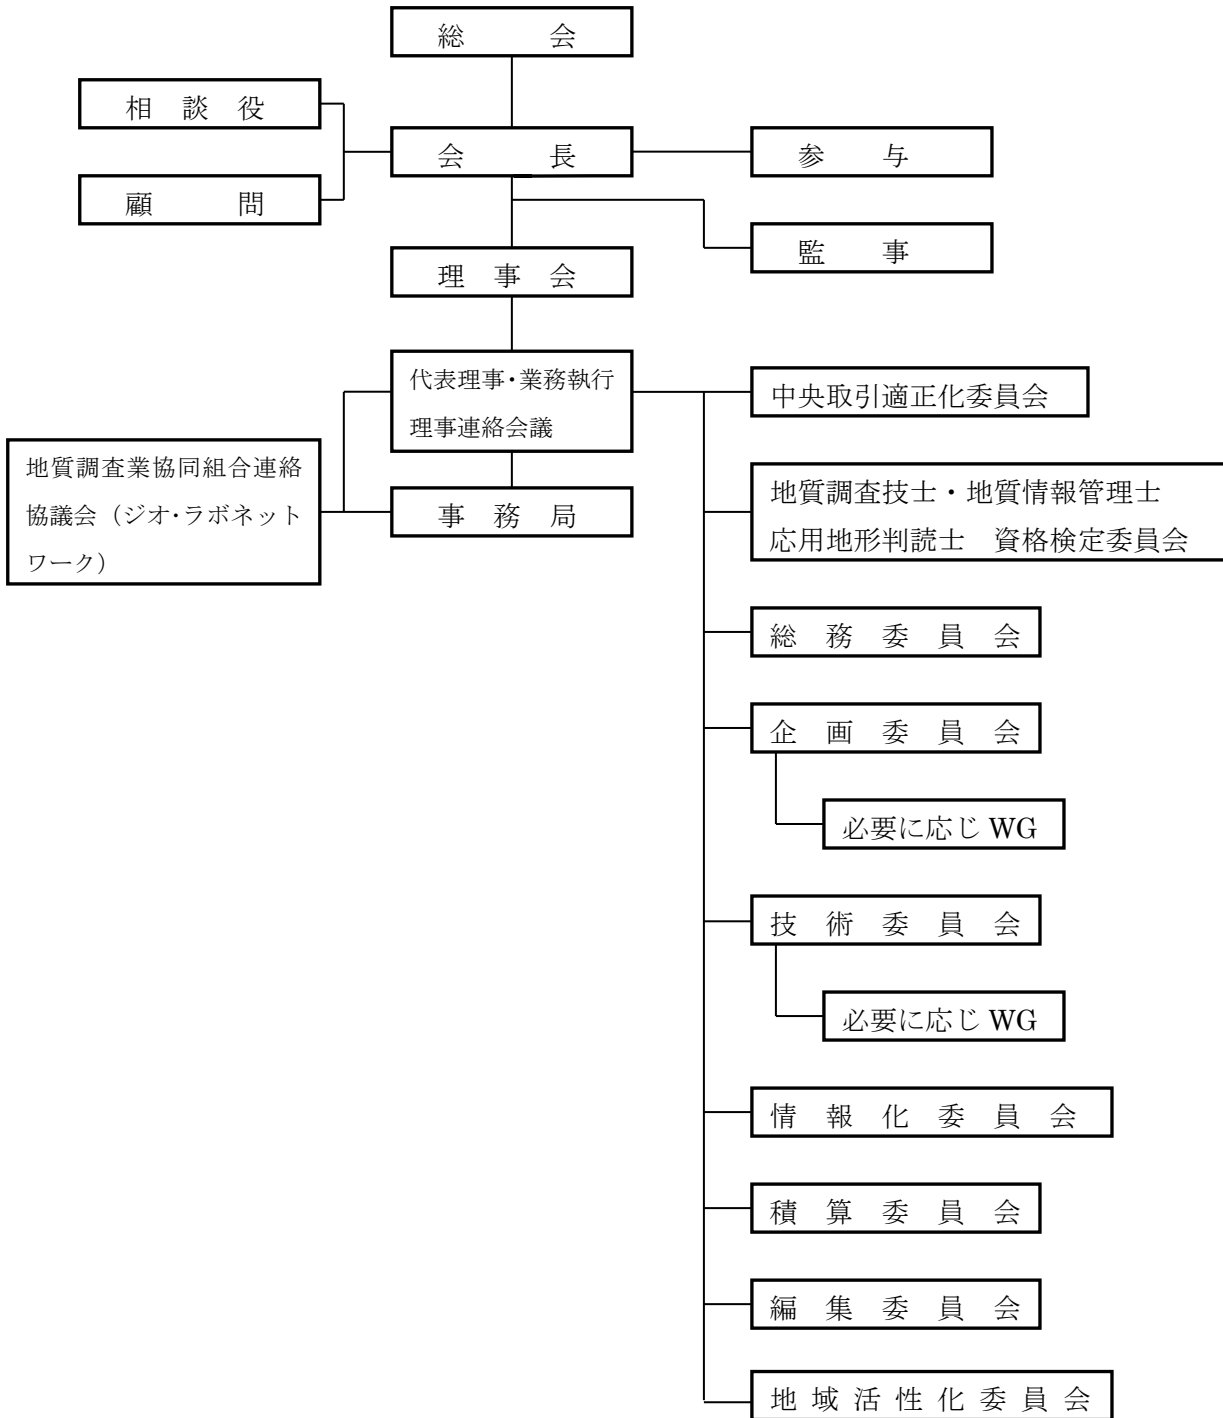 総会
相談役
会長
参与
顧問
監事
理事会
代表理事・業務執行
理事連絡会議
中央取引適正化委員会
地質調査業協同組合連絡
協議会（ジオ・ラボネット
ワーク）
事務局
地質調査技士・地質情報管理士
応用地形判読士　資格検定委員会
総務委員会
企画委員会
必要に応じ WG
技術委員会
必要に応じ WG
情報化委員会
積算委員会
編集委員会
地域活性化委員会